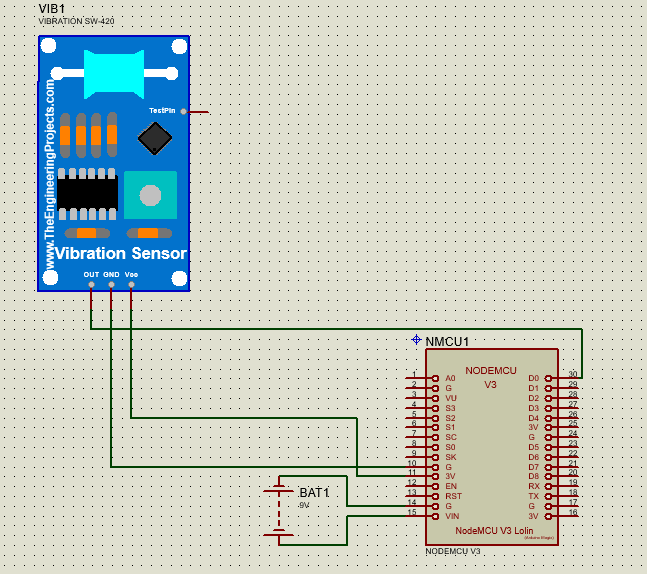 VIB1
VIBRATION SW-420
www.TheEngineeringProjects.com
TestPin
Vibration Sensor
OUT GND Vcc
NMCU1
NODEMCU
V3
1 A0 D0 30
2 G D1 29
3 VU D2 28
4 S3 D3 27
5 S2 D4 26
6 S1 3V 25
7 SC G 24
8 S0 D5 23
9 SK D6 22
10 G D7 21
11 3V D8 20
12 EN RX 19
13 RST TX 18
14 G G 17
15 VIN 3V 16
NodeMCU V3 Lolin
NODEMCU V3
BAT1
9V